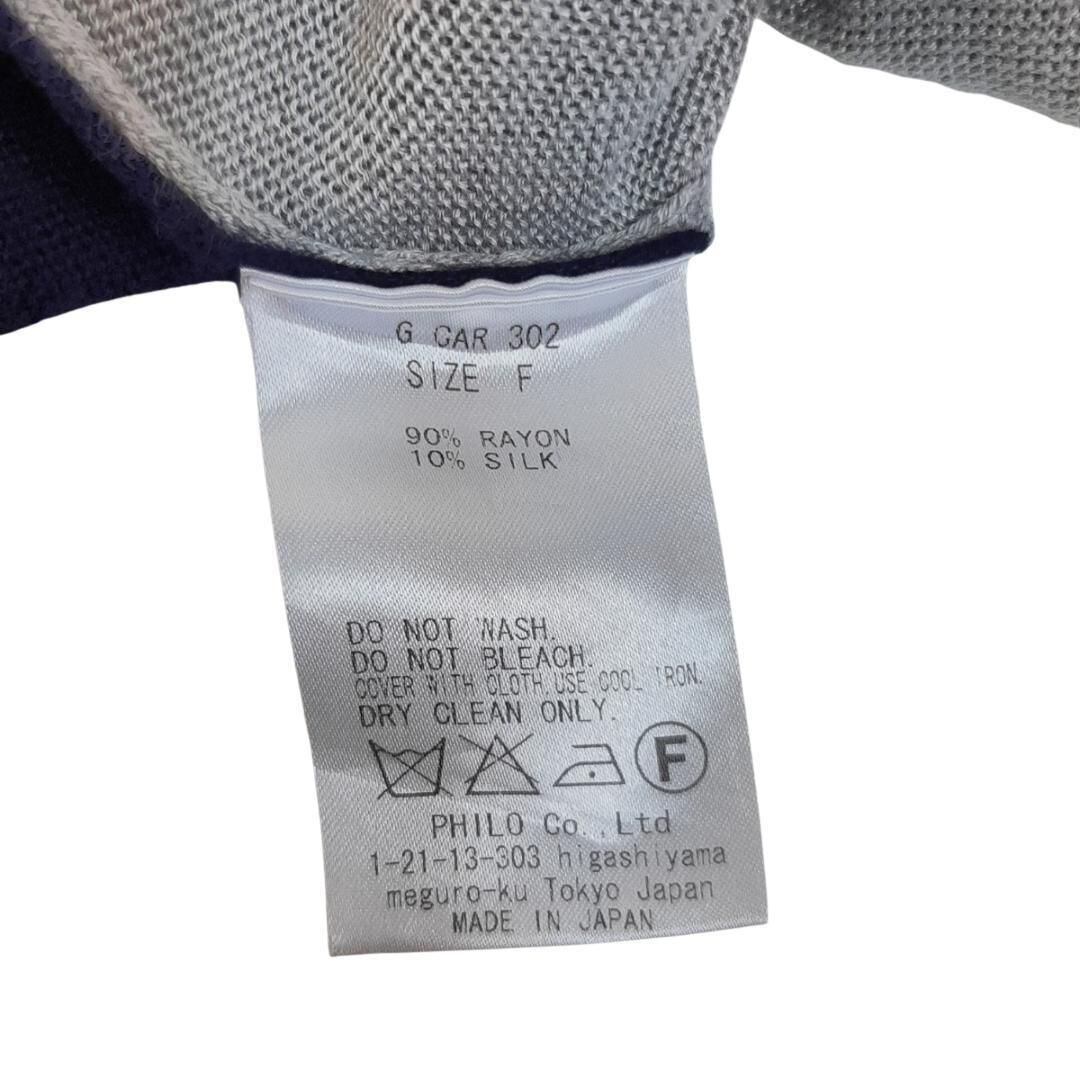 G CAR 302
SIZE F
90% RAYON
10% SILK
DO NOT WASH.
DO NOT BLEACH.
COVER WITH CLOTH, USE COOL IRON.
DRY CLEAN ONLY.
F
PHILO Co., Ltd
1-21-13-303 higashiyama
meguro-ku Tokyo Japan
MADE IN JAPAN